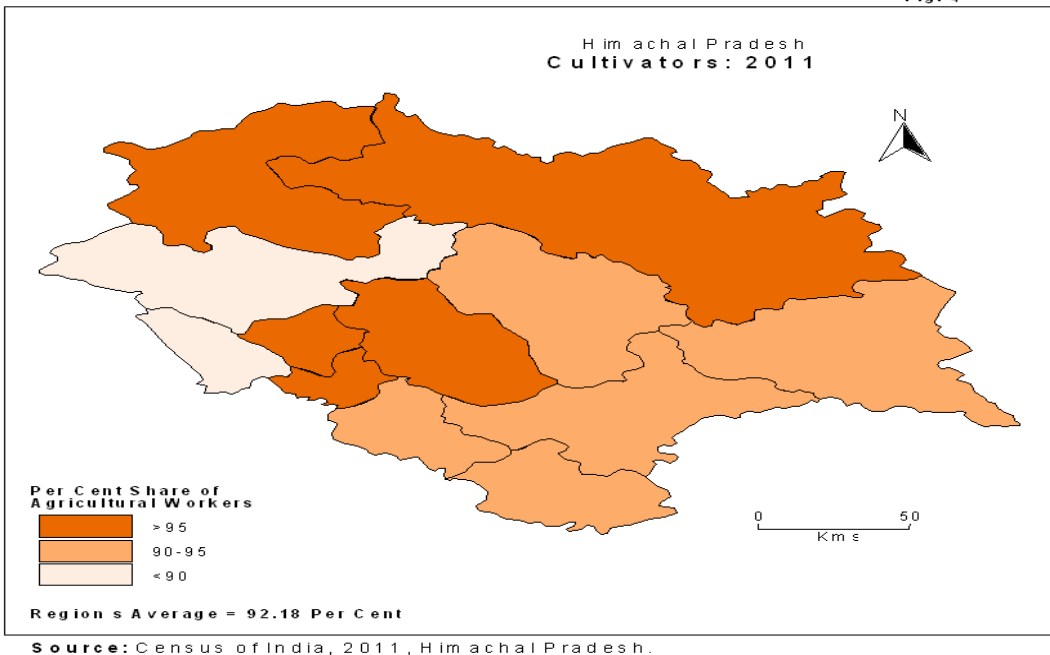 Himachal Pradesh
Cultivators: 2011
N
Per Cent Share of
Agricultural Workers
>95
90-95
<90
0 50
Kms
Regions Average = 92.18 Per Cent
Source: Census of India, 2011, Himachal Pradesh.